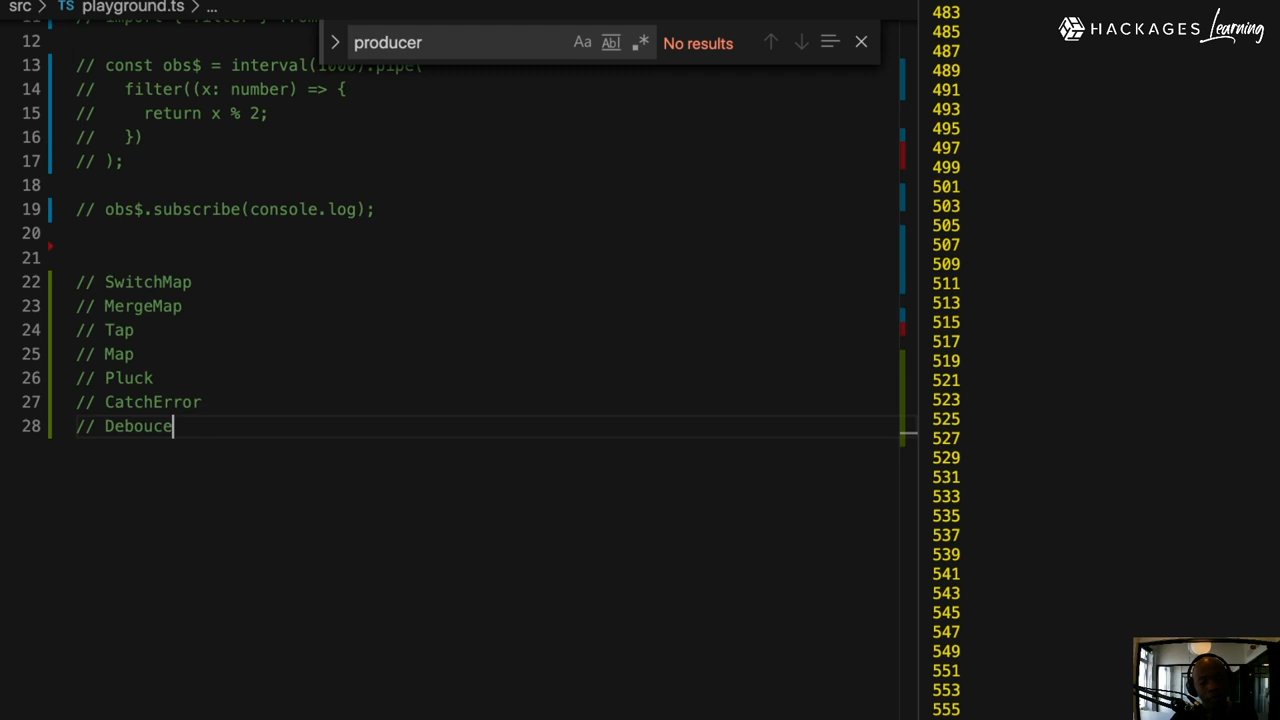 src > TS playground.ts > ...
producer
Aa Abl .* No results
12
13 // const obs$ = interval(1000).pipe(
14 //   filter((x: number) => {
15 //     return x % 2;
16 //   })
17 // );
18
19 // obs$.subscribe(console.log);
20
21
22 // SwitchMap
23 // MergeMap
24 // Tap
25 // Map
26 // Pluck
27 // CatchError
28 // Debouce
483
485
487
489
491
493
495
497
499
501
503
505
507
509
511
513
515
517
519
521
523
525
527
529
531
533
535
537
539
541
543
545
547
549
551
553
555
HACKAGES Learning